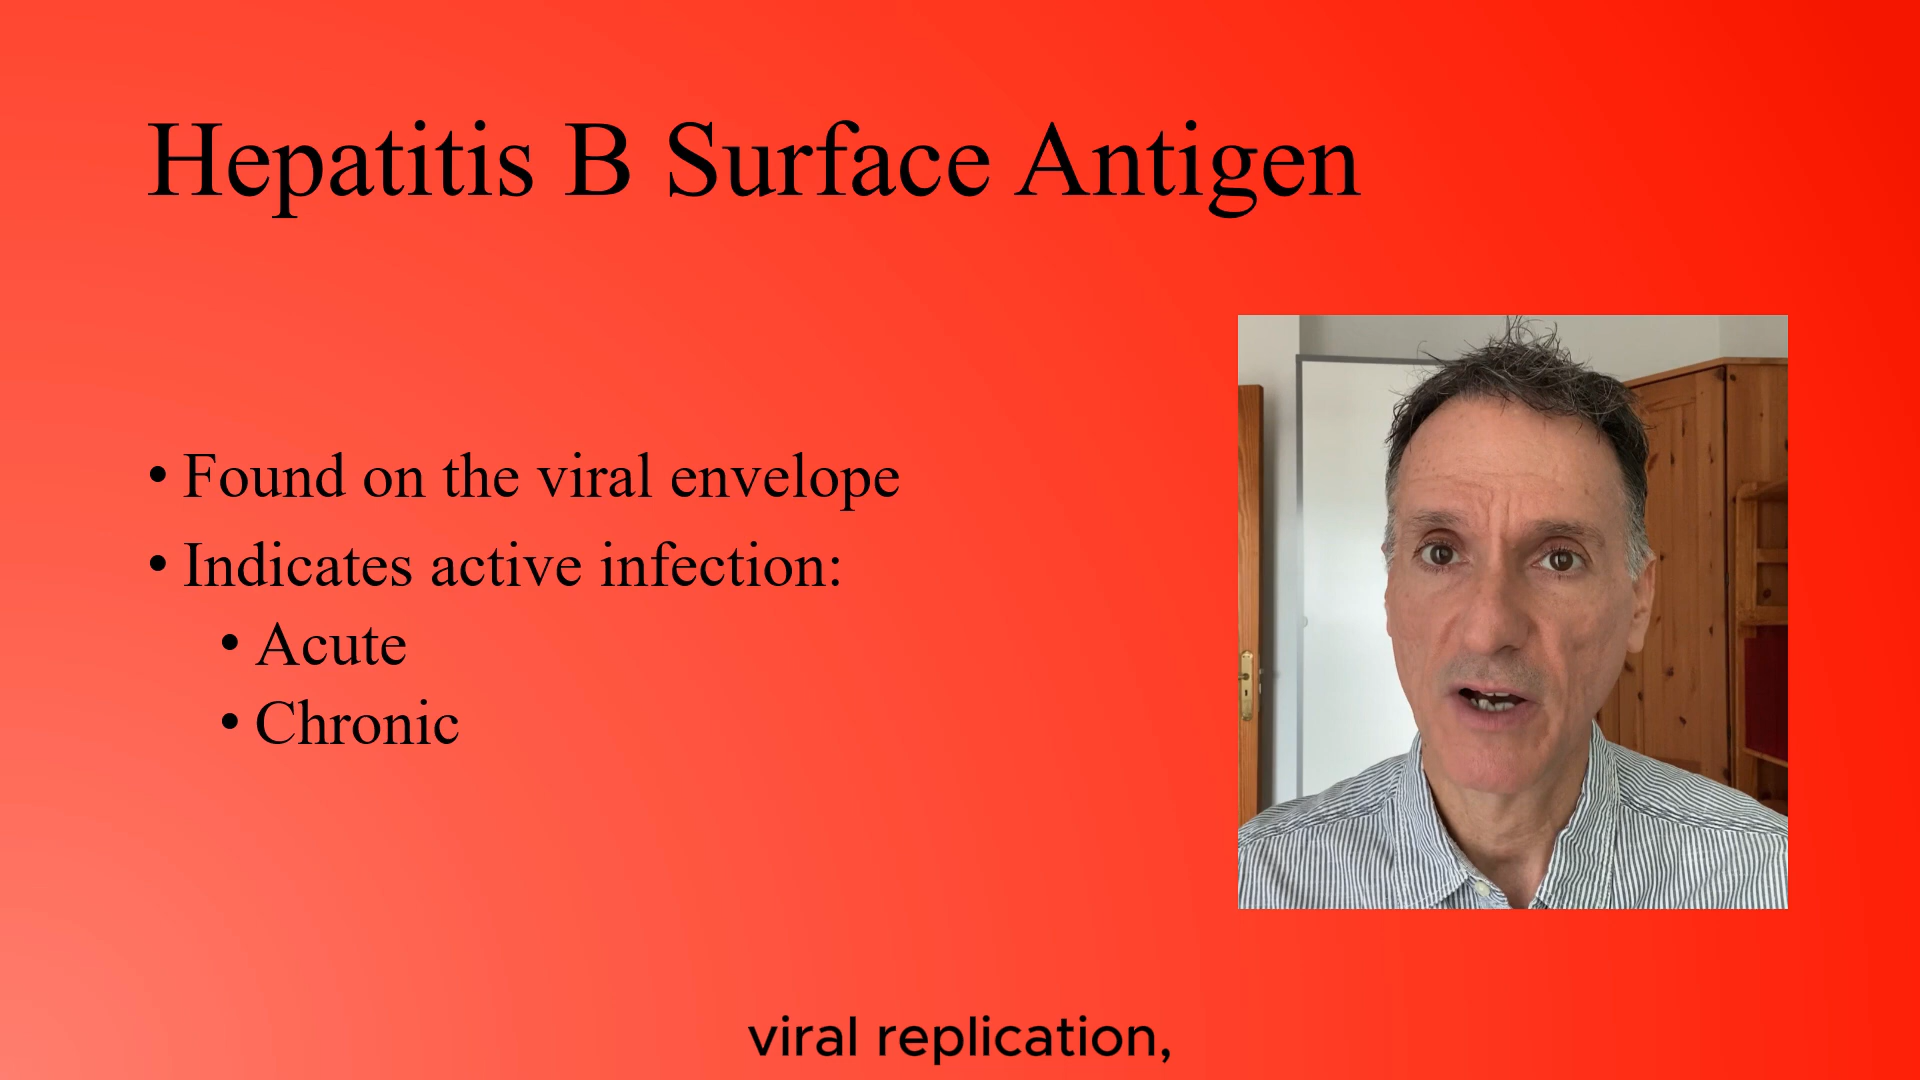 Hepatitis B Surface Antigen
• Found on the viral envelope
• Indicates active infection:
• Acute
• Chronic
viral replication,